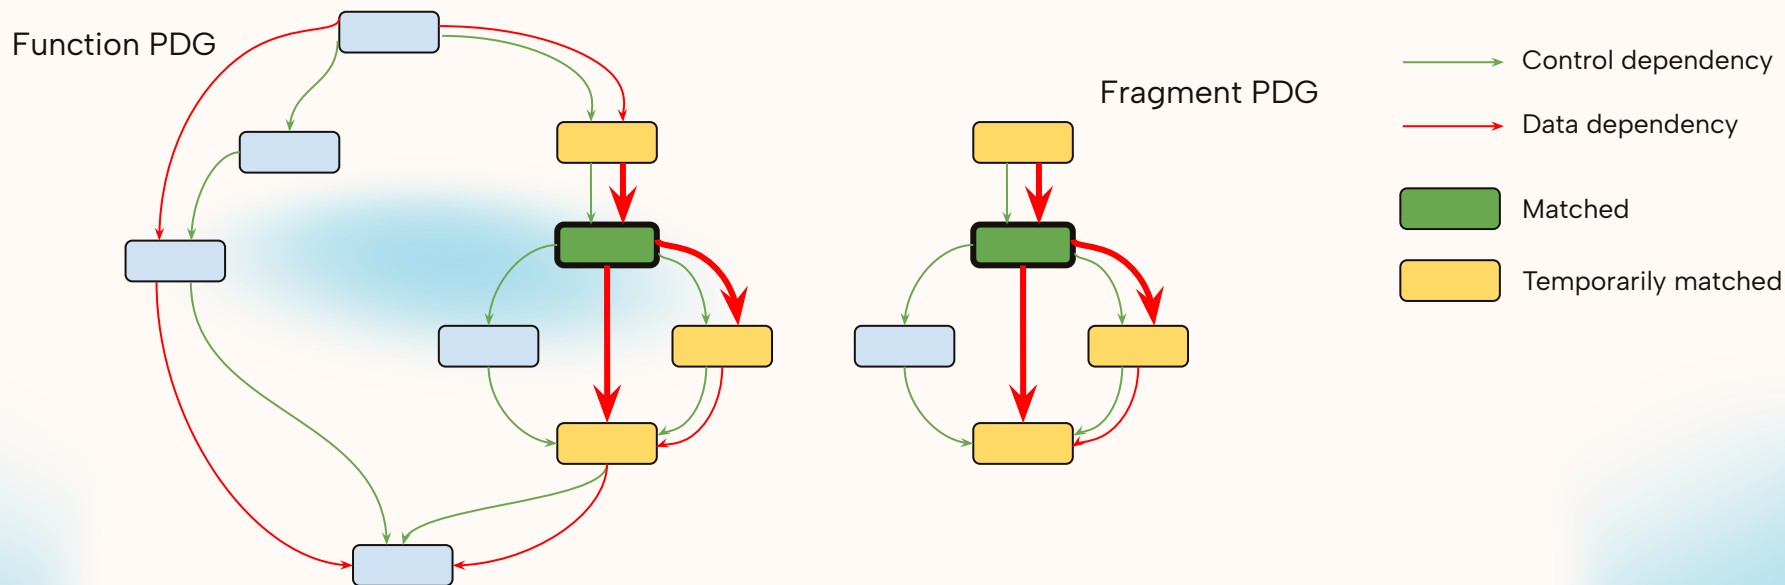 Function PDG
Fragment PDG
Control dependency
Data dependency
Matched
Temporarily matched